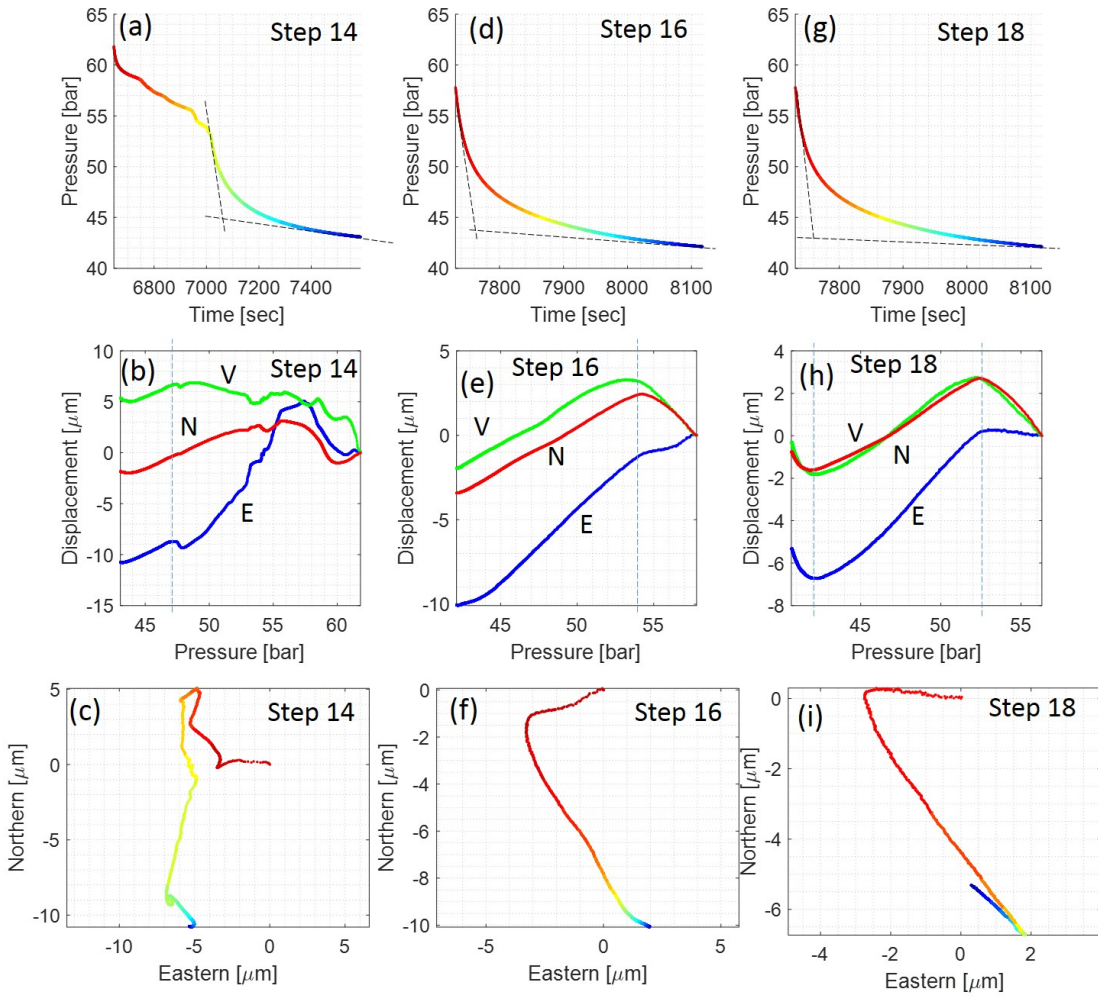 (a) Step 14
Pressure [bar]
65
60
55
50
45
40
6800 7000 7200 7400
Time [sec]
(d) Step 16
Pressure [bar]
65
60
55
50
45
40
7800 7900 8000 8100
Time [sec]
(g) Step 18
Pressure [bar]
65
60
55
50
45
40
7800 7900 8000 8100
Time [sec]
(b) Step 14
V
N
E
Displacement [μm]
10
5
0
-5
-10
-15
45 50 55 60
Pressure [bar]
(e) Step 16
V
N
E
Displacement [μm]
5
0
-5
-10
45 50 55
Pressure [bar]
(h) Step 18
V
N
E
Displacement [μm]
4
2
0
-2
-4
-6
-8
45 50 55
Pressure [bar]
(c) Step 14
Northern [μm]
5
0
-5
-10
-10 -5 0 5
Eastern [μm]
(f) Step 16
Northern [μm]
0
-2
-4
-6
-8
-10
-5 0 5
Eastern [μm]
(i) Step 18
Northern [μm]
0
-2
-4
-6
-4 -2 0 2
Eastern [μm]